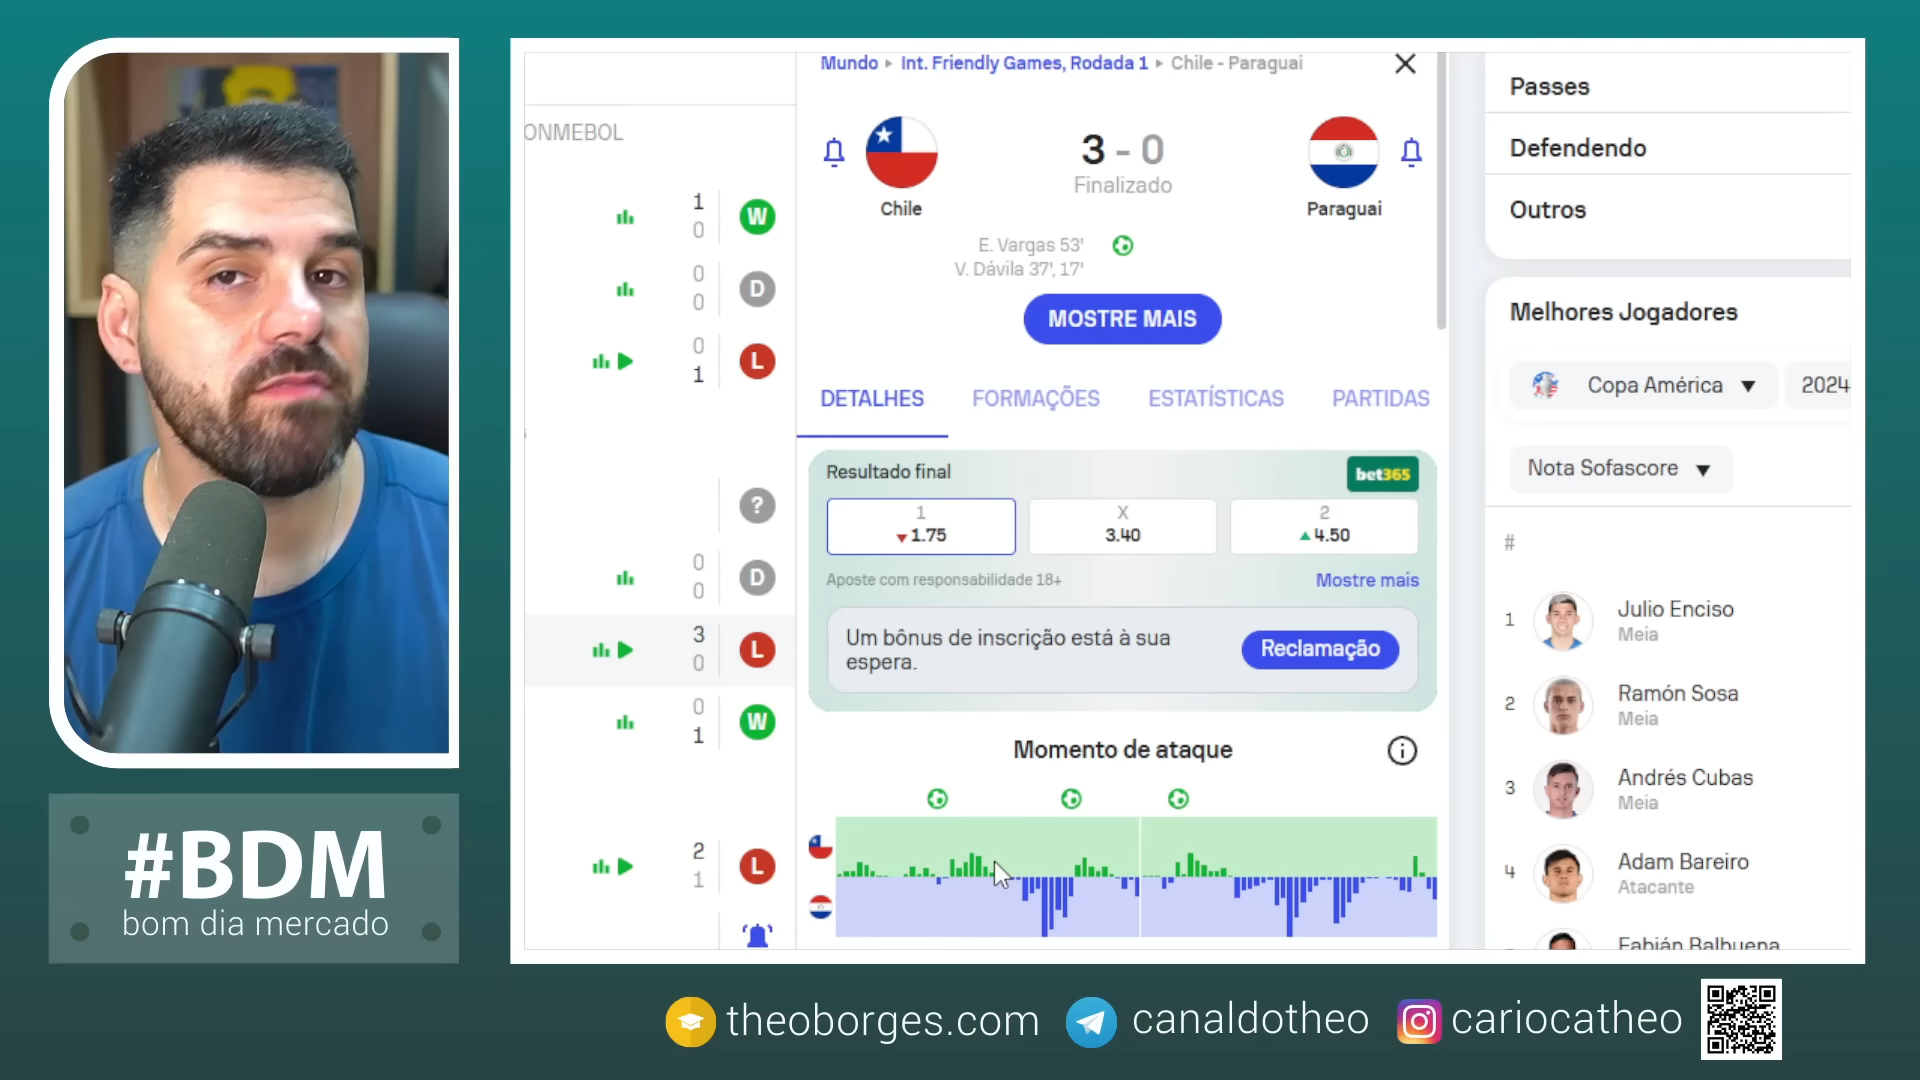 #BDM
bom dia mercado
ONMEBOL
1
0
W
0
0
D
0
1
L
?
0
0
D
3
0
L
0
1
W
2
1
L
Mundo ▸ Int. Friendly Games, Rodada 1 ▸ Chile - Paraguai
3 - 0
Finalizado
Chile
Paraguai
E. Vargas 53'
V. Dávila 37', 17'
MOSTRE MAIS
DETALHES FORMAÇÕES ESTATÍSTICAS PARTIDAS
Resultado final
bet365
1
1.75
X
3.40
2
4.50
Aposte com responsabilidade 18+
Mostre mais
Um bônus de inscrição está à sua
espera.
Reclamação
Momento de ataque
Passes
Defendendo
Outros
Melhores Jogadores
Copa América
2024
Nota Sofascore
#
1
Julio Enciso
Meia
2
Ramón Sosa
Meia
3
Andrés Cubas
Meia
4
Adam Bareiro
Atacante
Fabián Balbuena
theoborges.com
canaldotheo
cariocatheo